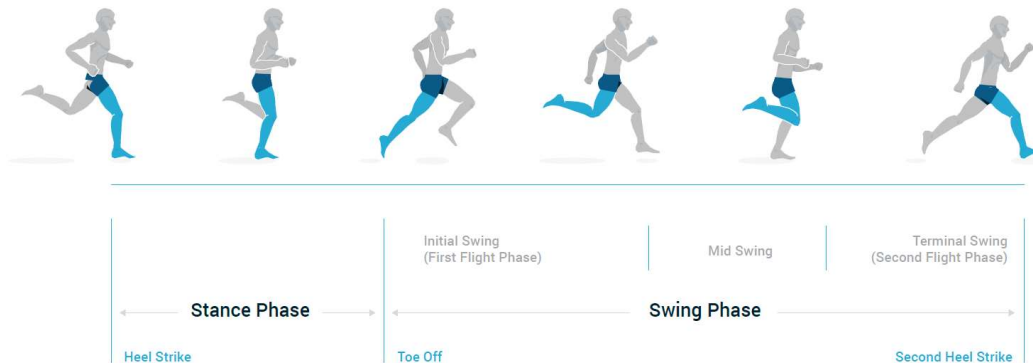 Initial Swing
(First Flight Phase)
Mid Swing
Terminal Swing
(Second Flight Phase)
Stance Phase
Swing Phase
Heel Strike
Toe Off
Second Heel Strike